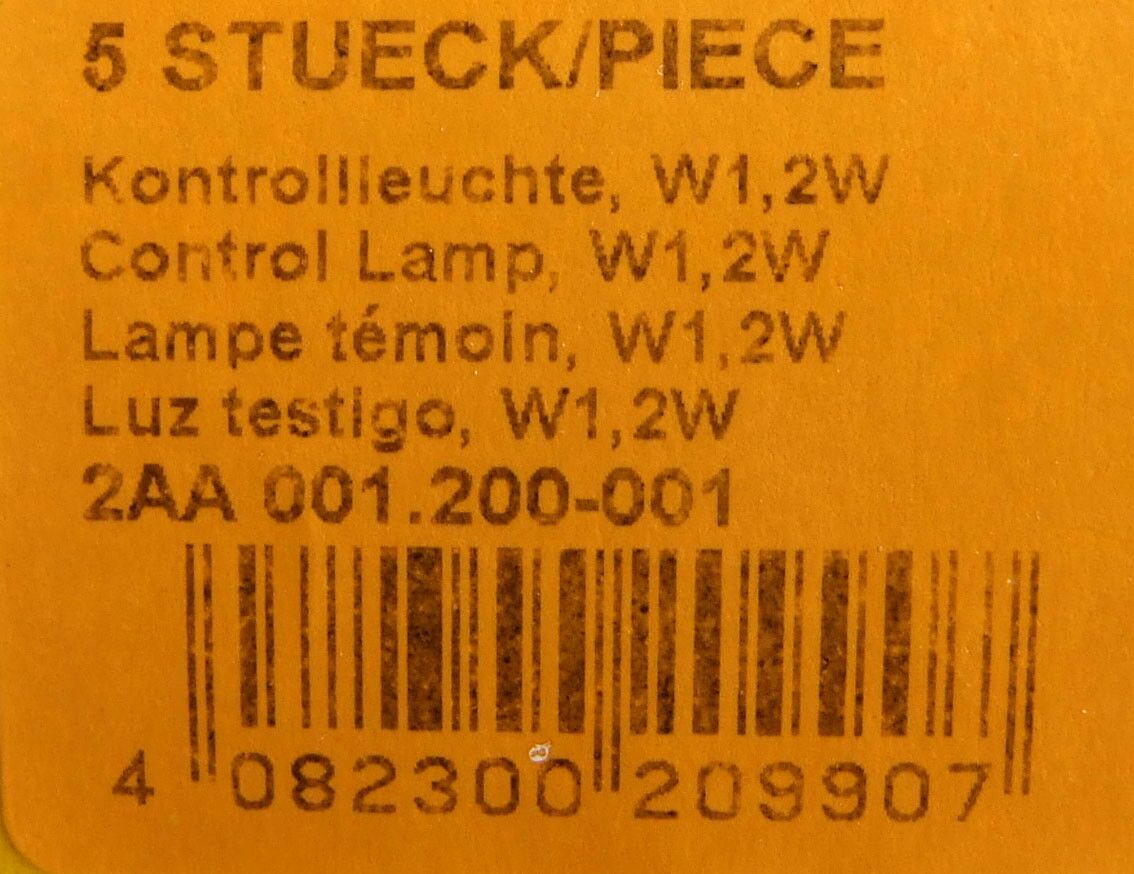 5 STUECK/PIECE
Kontrollleuchte, W1,2W
Control Lamp, W1,2W
Lampe témoin, W1,2W
Luz testigo, W1,2W
2AA 001.200-001
4 082300 209907